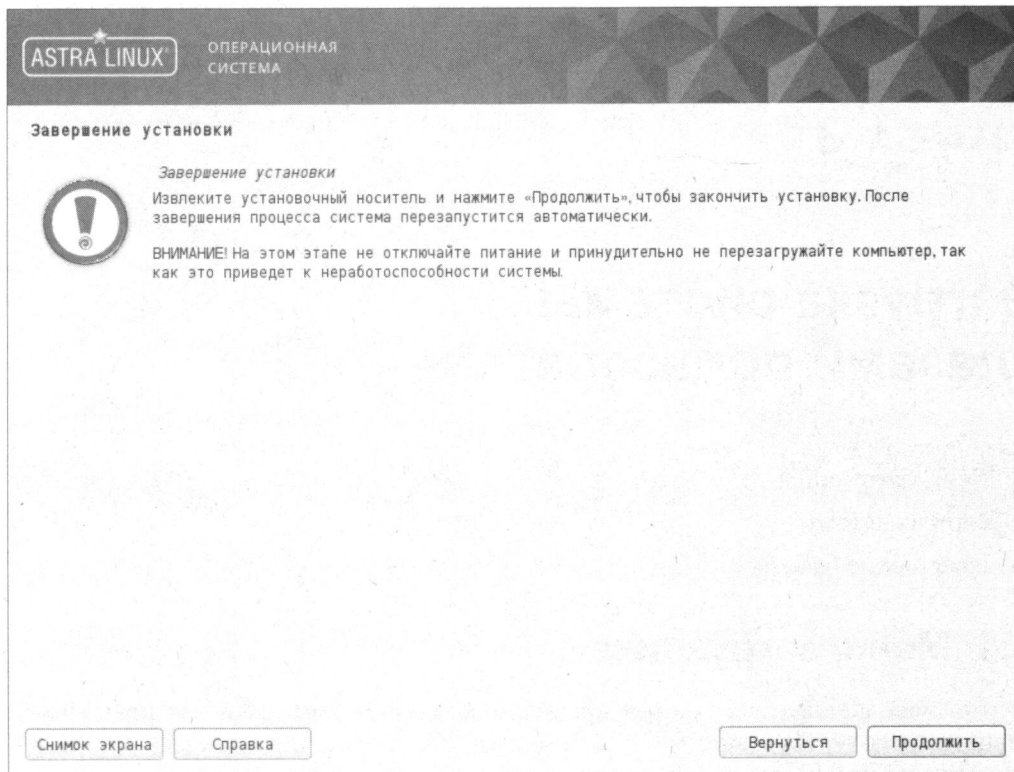 ASTRA LINUX®
ОПЕРАЦИОННАЯ
СИСТЕМА
Завершение установки
Завершение установки
Извлеките установочный носитель и нажмите «Продолжить», чтобы закончить установку. После
завершения процесса система перезапустится автоматически.
ВНИМАНИЕ! На этом этапе не отключайте питание и принудительно не перезагружайте компьютер, так
как это приведет к неработоспособности системы.
Снимок экрана
Справка
Вернуться
Продолжить